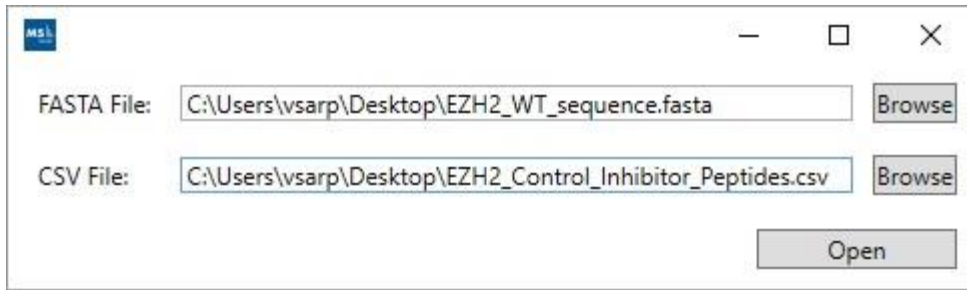 MS
FASTA File: C:\Users\vsarp\Desktop\EZH2_WT_sequence.fasta Browse
CSV File: C:\Users\vsarp\Desktop\EZH2_Control_Inhibitor_Peptides.csv Browse
Open